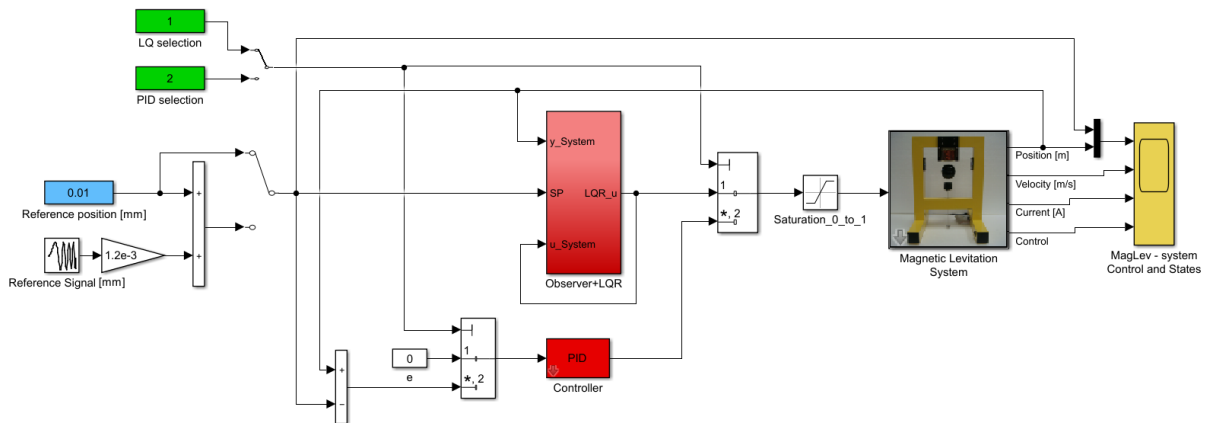 1
LQ selection
2
PID selection
0.01
Reference position [mm]
Reference Signal [mm]
1.2e-3
+
+
y_System
SP
LQR_u
u_System
Observer+LQR
1
*, 2
Saturation_0_to_1
Position [m]
Velocity [m/s]
Current [A]
Control
Magnetic Levitation
System
MagLev - system
Control and States
+
−
0
e
1
*, 2
PID
Controller